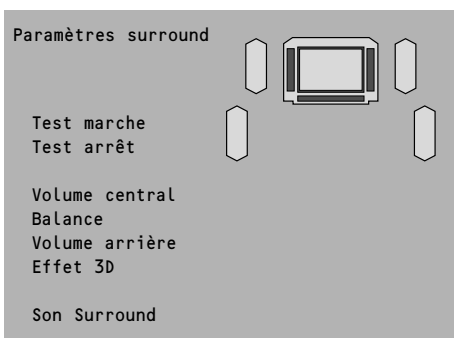 Paramètres surround
Test marche
Test arrêt
Volume central
Balance
Volume arrière
Effet 3D
Son Surround